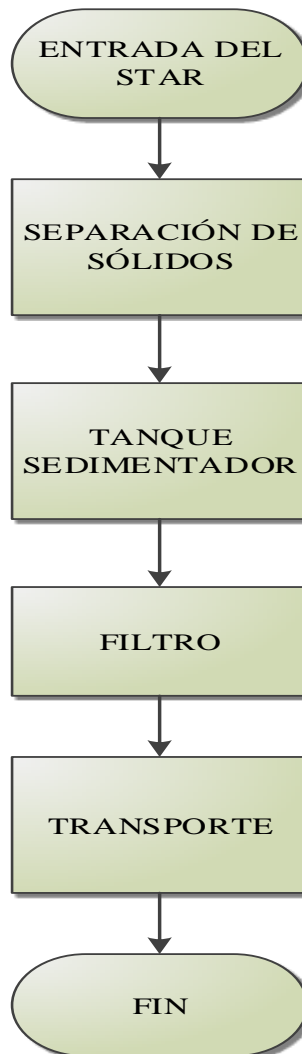 ENTRADA DEL
STAR
SEPARACIÓN DE
SÓLIDOS
TANQUE
SEDIMENTADOR
FILTRO
TRANSPORTE
FIN